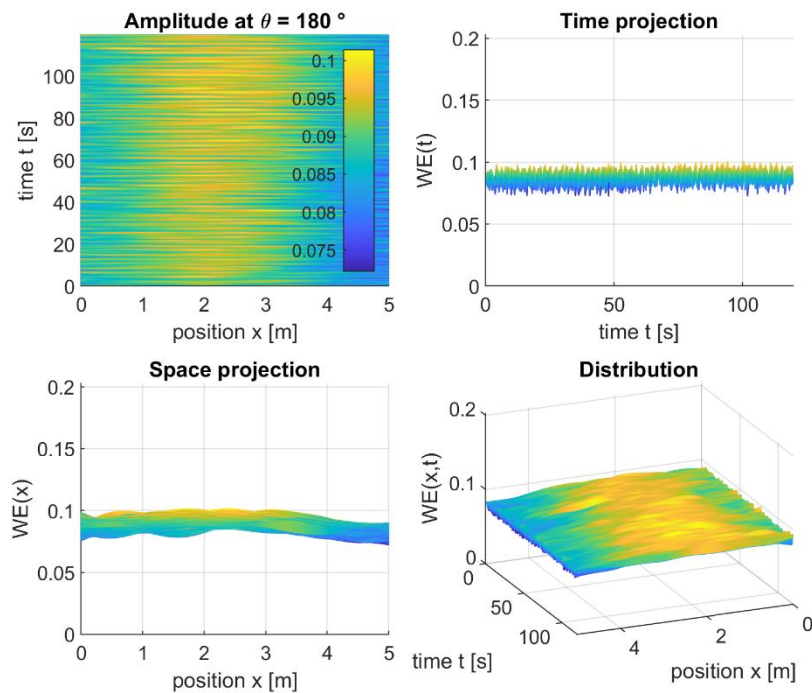 Amplitude at θ = 180 °
time t [s]
120
100
80
60
40
20
0
0.1
0.095
0.09
0.085
0.08
0.075
0 1 2 3 4 5
position x [m]
Time projection
WE(t)
0.2
0.15
0.1
0.05
0
0 50 100
time t [s]
Space projection
WE(x)
0.2
0.15
0.1
0.05
0
0 1 2 3 4 5
position x [m]
Distribution
WE(x,t)
0.2
0.1
0
0
50
100
time t [s]
4 2 0
position x [m]